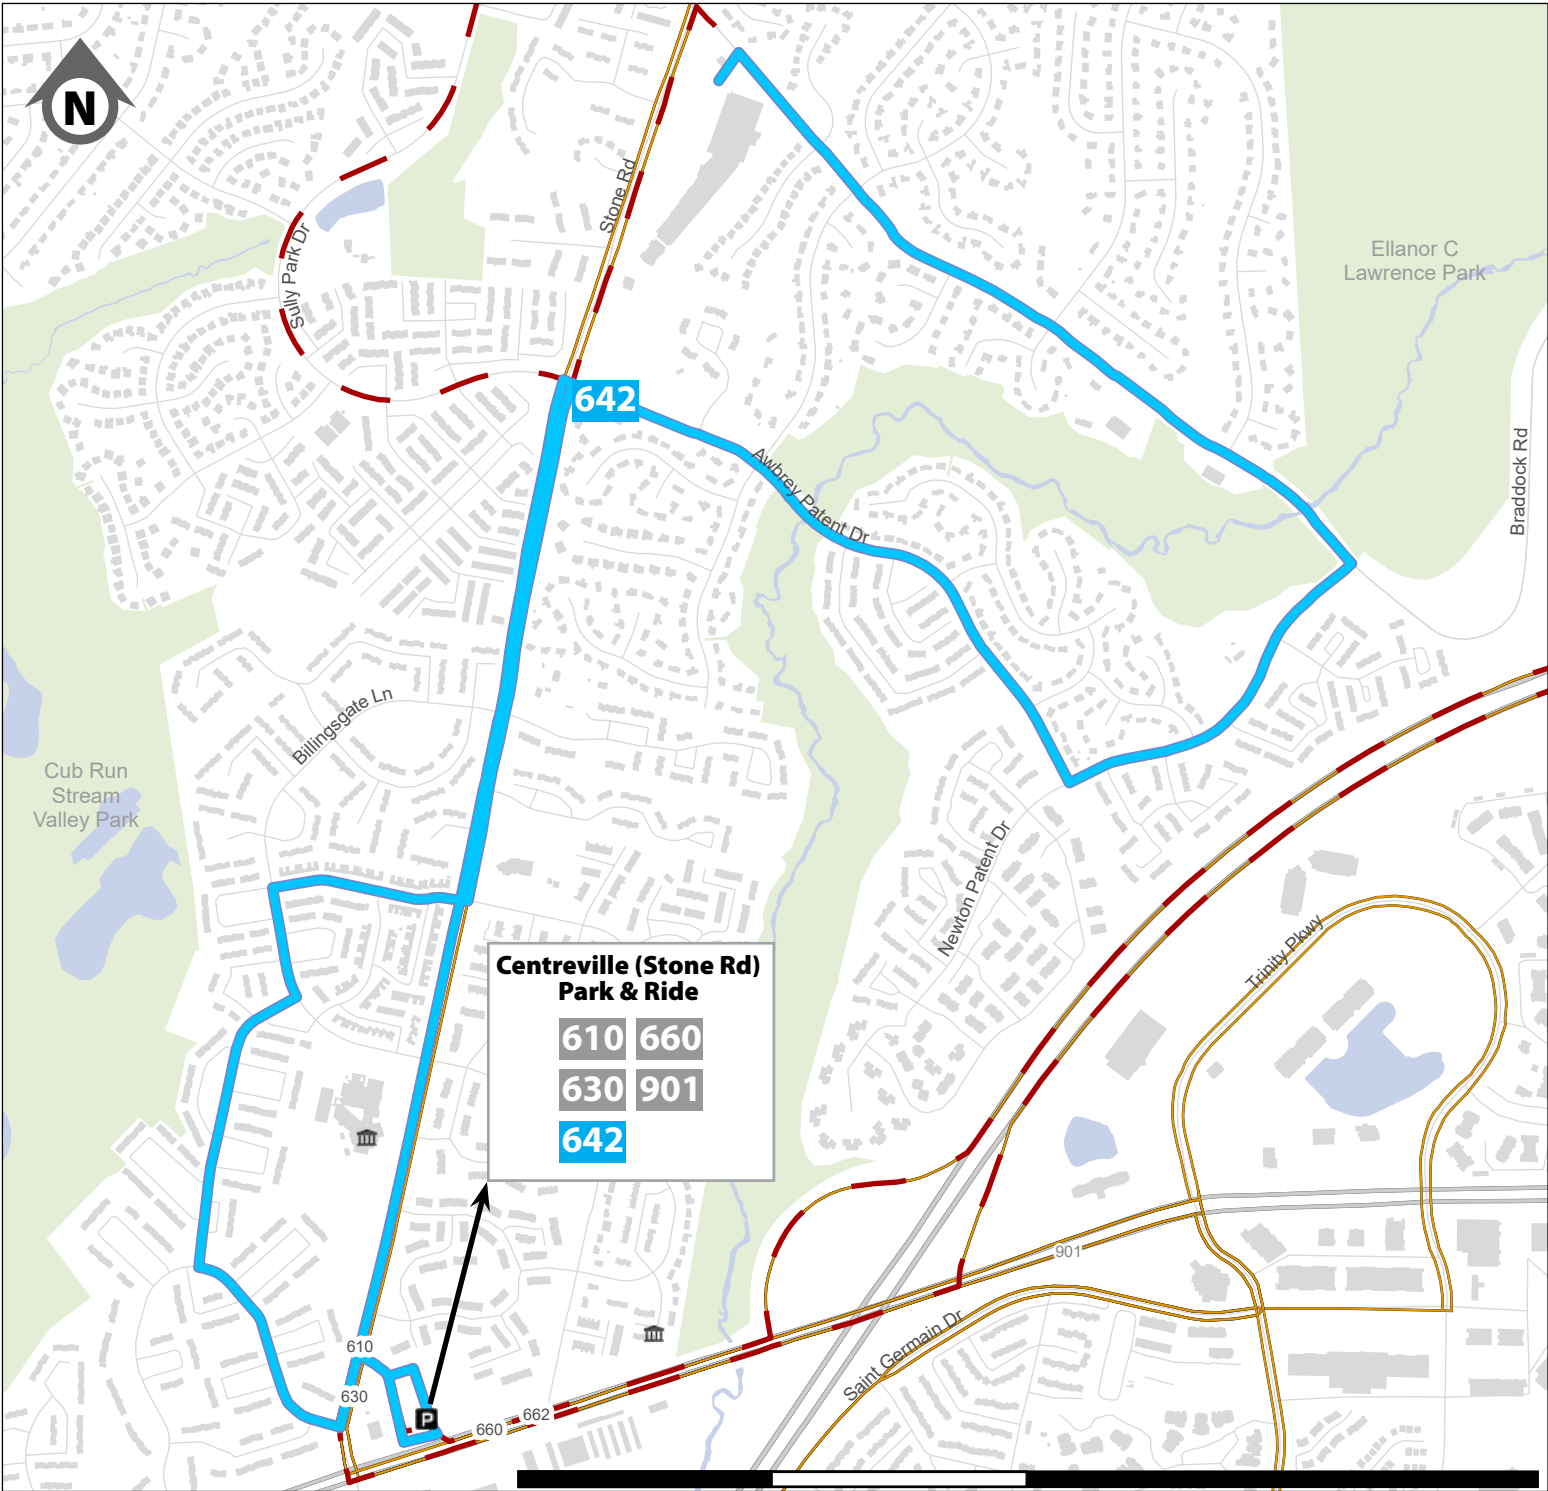 N
Stone Rd
Sully Park Dr
Ellanor C
Lawrence Park
642
Awbrey Patent Dr
Braddock Rd
Billingsgate Ln
Cub Run
Stream
Valley Park
Newton Patent Dr
Trinity Pkwy
Centreville (Stone Rd)
Park & Ride
610 660
630 901
642
901
Saint Germain Dr
610
630
P
662
660